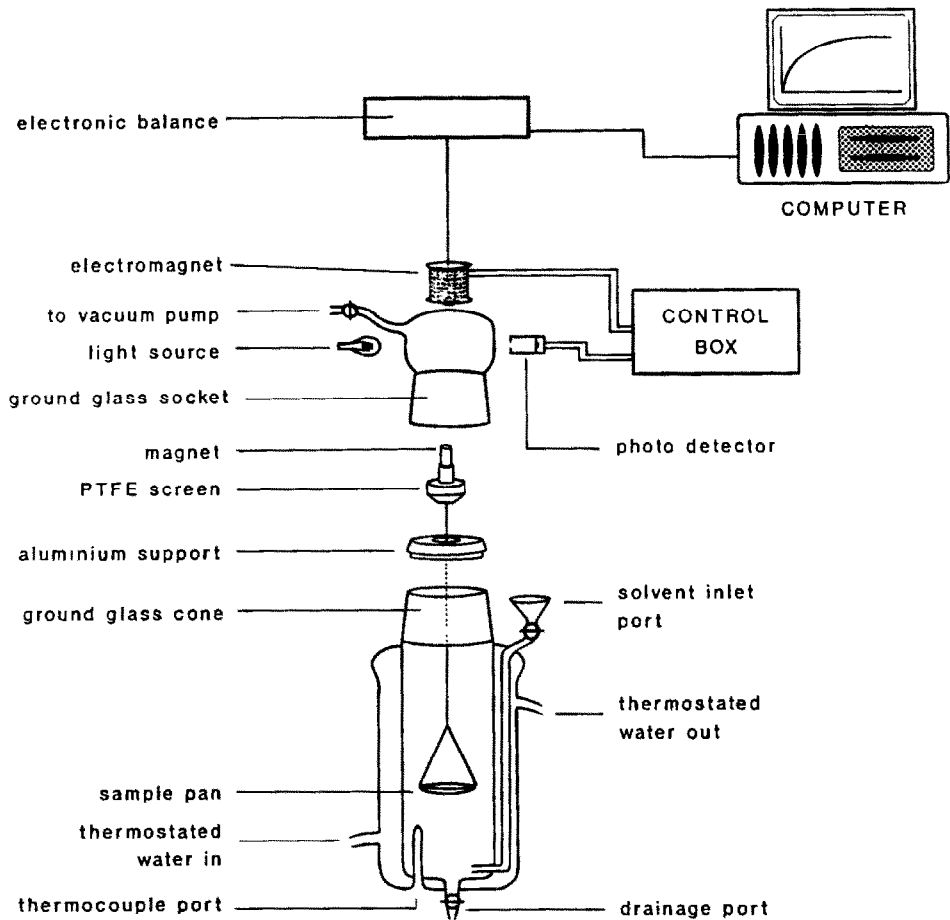 electronic balance
COMPUTER
electromagnet
to vacuum pump
CONTROL
BOX
light source
ground glass socket
magnet
photo detector
PTFE screen
aluminium support
ground glass cone
solvent inlet
port
thermostated
water out
sample pan
thermostated
water in
thermocouple port
drainage port